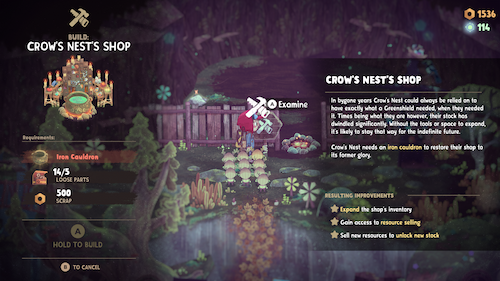 1536
114
BUILD:
CROW'S NEST'S SHOP
Requirements:
Iron Cauldron
14/5
LOOSE PARTS
500
SCRAP
A
HOLD TO BUILD
B TO CANCEL
A Examine
CROW'S NEST'S SHOP
In bygone years Crow's Nest could always be relied on to
have exactly what a Greenshield needed, when they needed
it. Times being what they are however, their stock has
dwindled significantly. Without the tools or space to expand,
it's likely to stay that way for the indefinite future.
Crow's Nest needs an iron cauldron to restore their shop to
its former glory.
RESULTING IMPROVEMENTS
Expand the shop's inventory
Gain access to resource selling
Sell new resources to unlock new stock